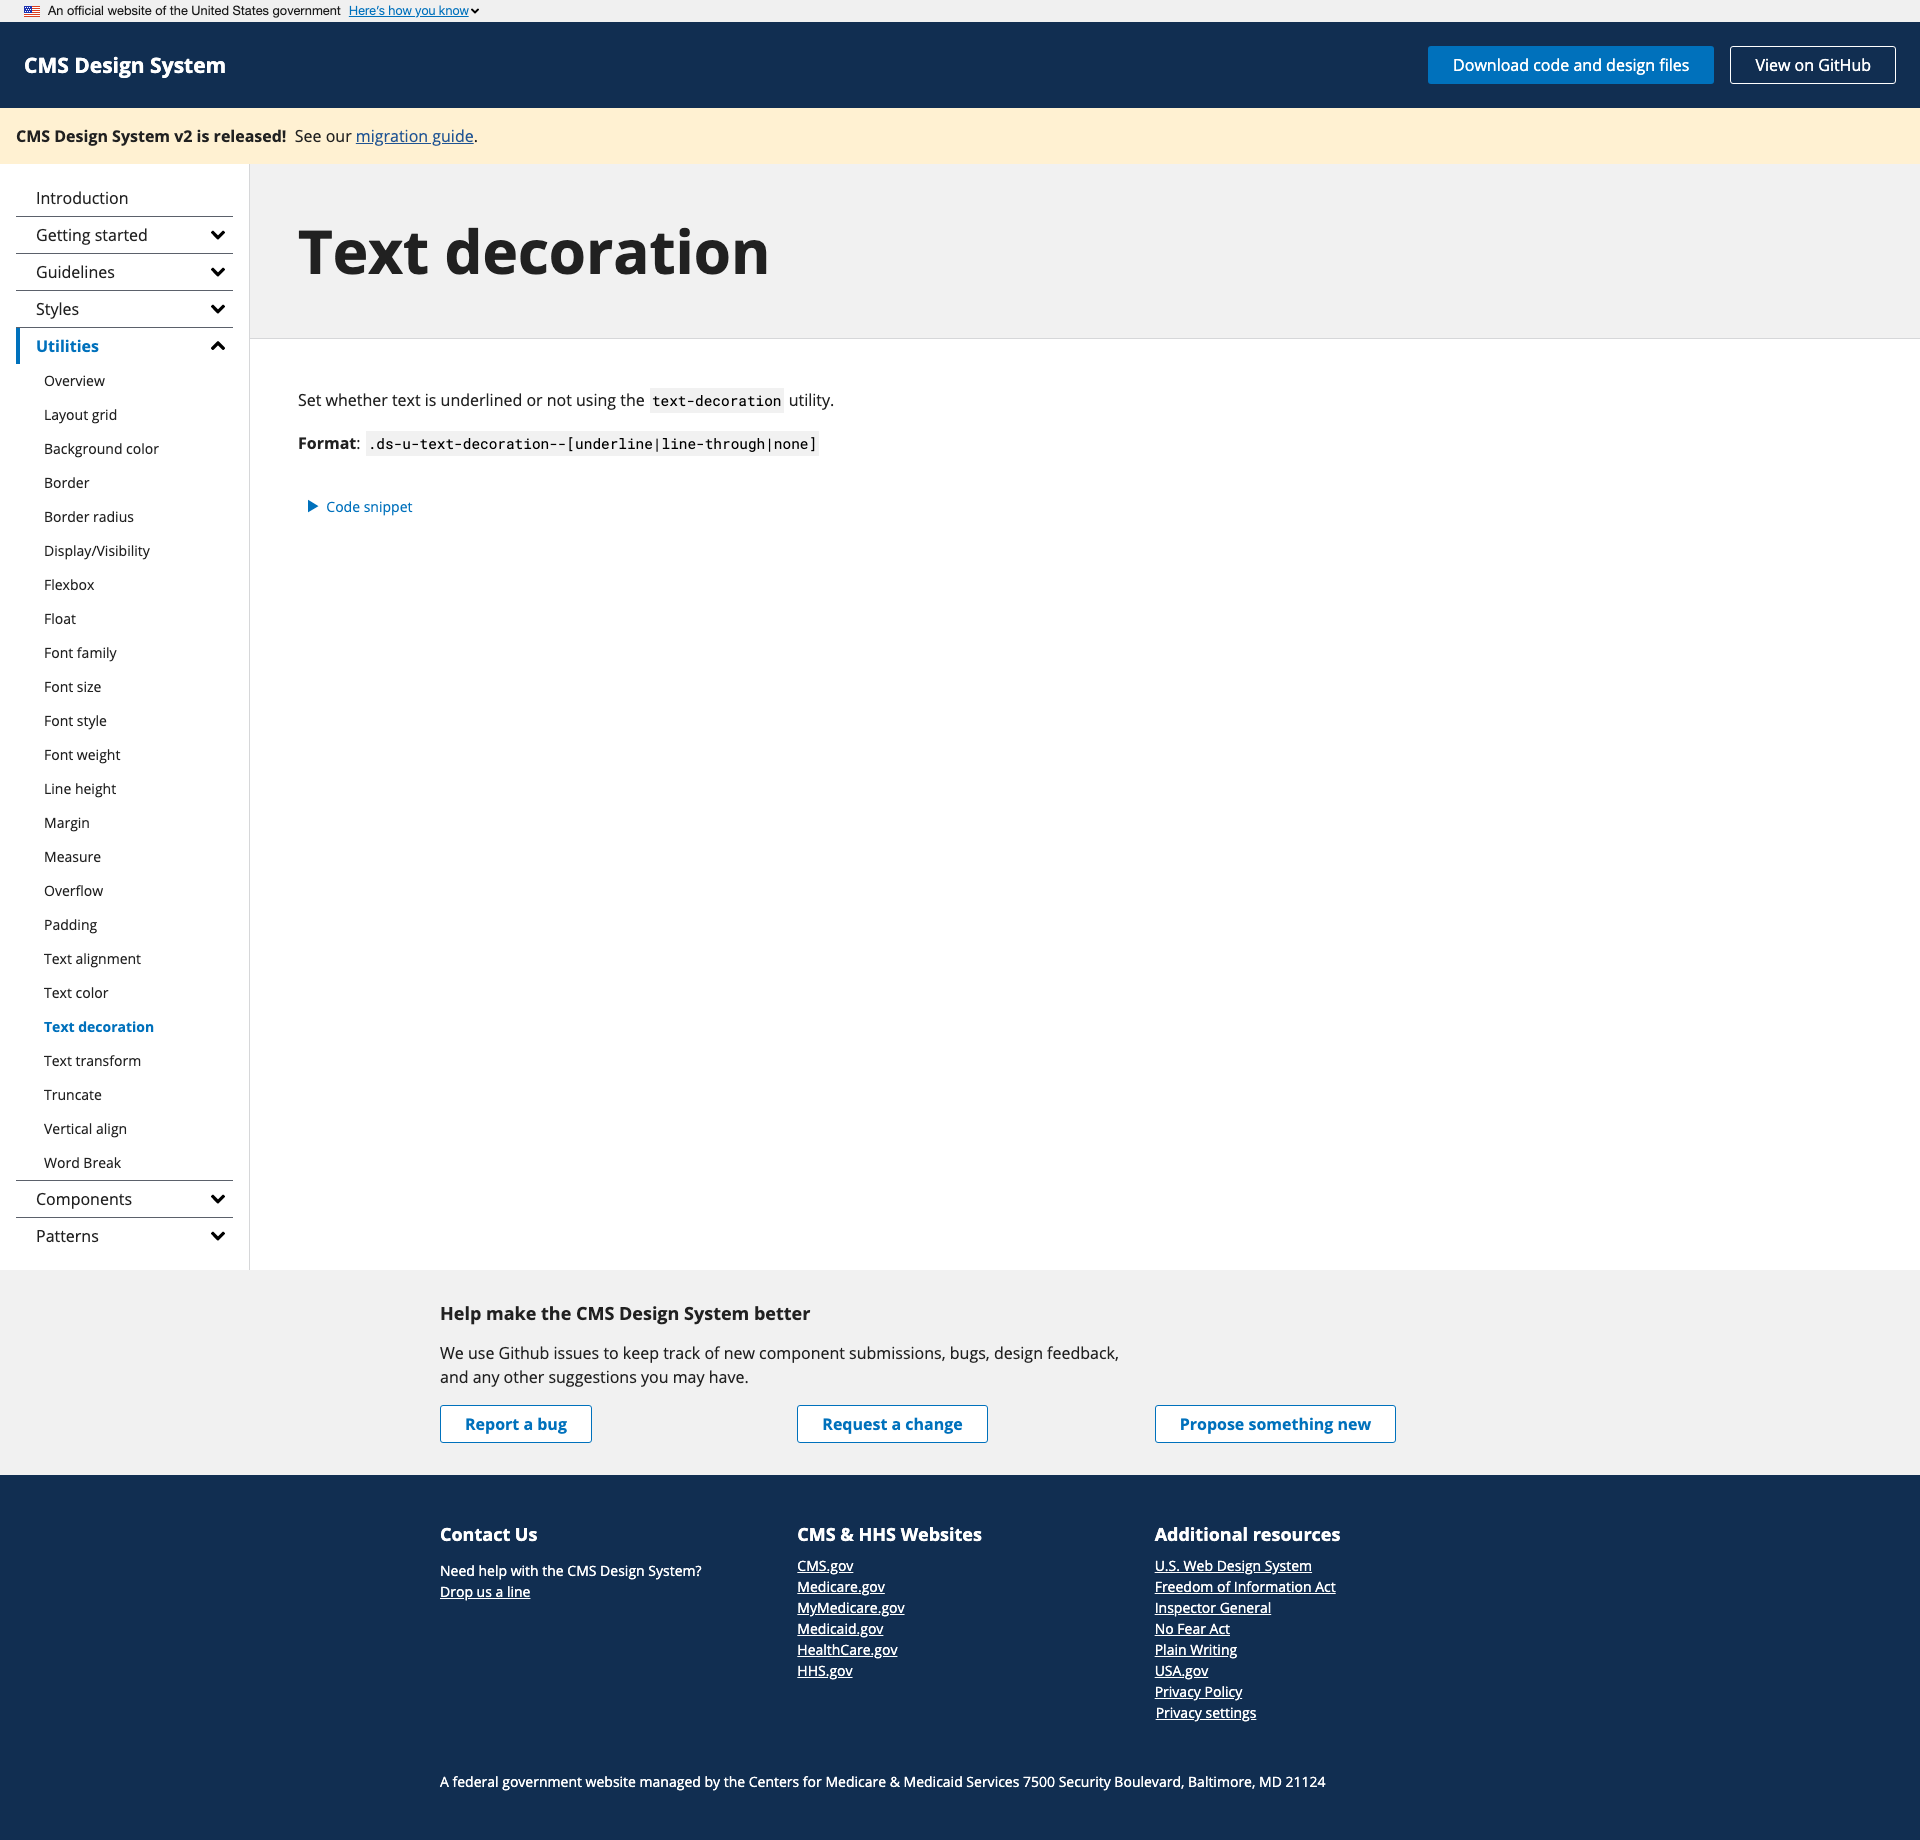 An official website of the United States government Here's how you know
CMS Design System
Download code and design files
View on GitHub
CMS Design System v2 is released! See our migration guide.
Introduction
Getting started
Guidelines
Styles
Utilities
Overview
Layout grid
Background color
Border
Border radius
Display/Visibility
Flexbox
Float
Font family
Font size
Font style
Font weight
Line height
Margin
Measure
Overflow
Padding
Text alignment
Text color
Text decoration
Text transform
Truncate
Vertical align
Word Break
Components
Patterns
Text decoration
Set whether text is underlined or not using the text-decoration utility.
Format: .ds-u-text-decoration--[underline|line-through|none]
Code snippet
Help make the CMS Design System better
We use Github issues to keep track of new component submissions, bugs, design feedback,
and any other suggestions you may have.
Report a bug
Request a change
Propose something new
Contact Us
Need help with the CMS Design System?
Drop us a line
CMS & HHS Websites
CMS.gov
Medicare.gov
MyMedicare.gov
Medicaid.gov
HealthCare.gov
HHS.gov
Additional resources
U.S. Web Design System
Freedom of Information Act
Inspector General
No Fear Act
Plain Writing
USA.gov
Privacy Policy
Privacy settings
A federal government website managed by the Centers for Medicare & Medicaid Services 7500 Security Boulevard, Baltimore, MD 21124